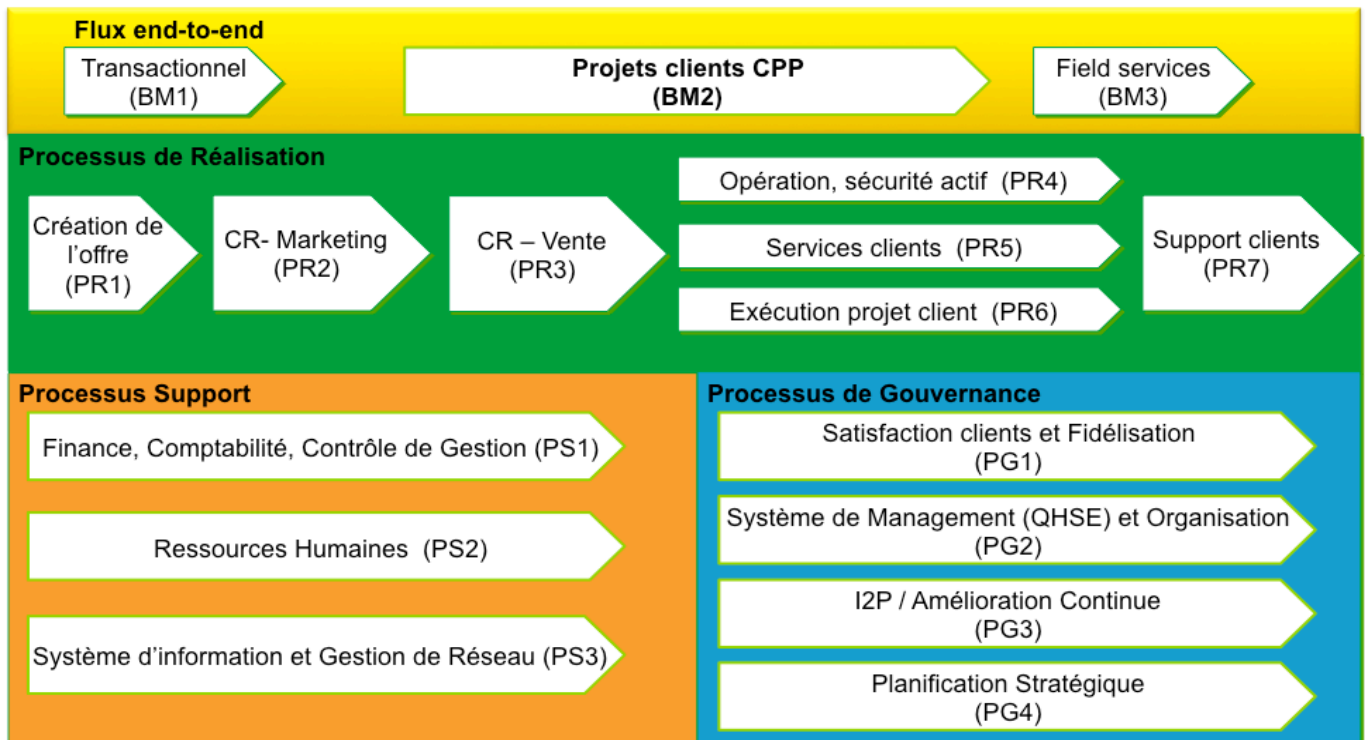 Flux end-to-end
Transactionnel
(BM1)
Projets clients CPP
(BM2)
Field services
(BM3)
Processus de Réalisation
Création de
l’offre
(PR1)
CR- Marketing
(PR2)
CR – Vente
(PR3)
Opération, sécurité actif (PR4)
Services clients (PR5)
Exécution projet client (PR6)
Support clients
(PR7)
Processus Support
Finance, Comptabilité, Contrôle de Gestion (PS1)
Ressources Humaines (PS2)
Système d’information et Gestion de Réseau (PS3)
Processus de Gouvernance
Satisfaction clients et Fidélisation
(PG1)
Système de Management (QHSE) et Organisation
(PG2)
I2P / Amélioration Continue
(PG3)
Planification Stratégique
(PG4)